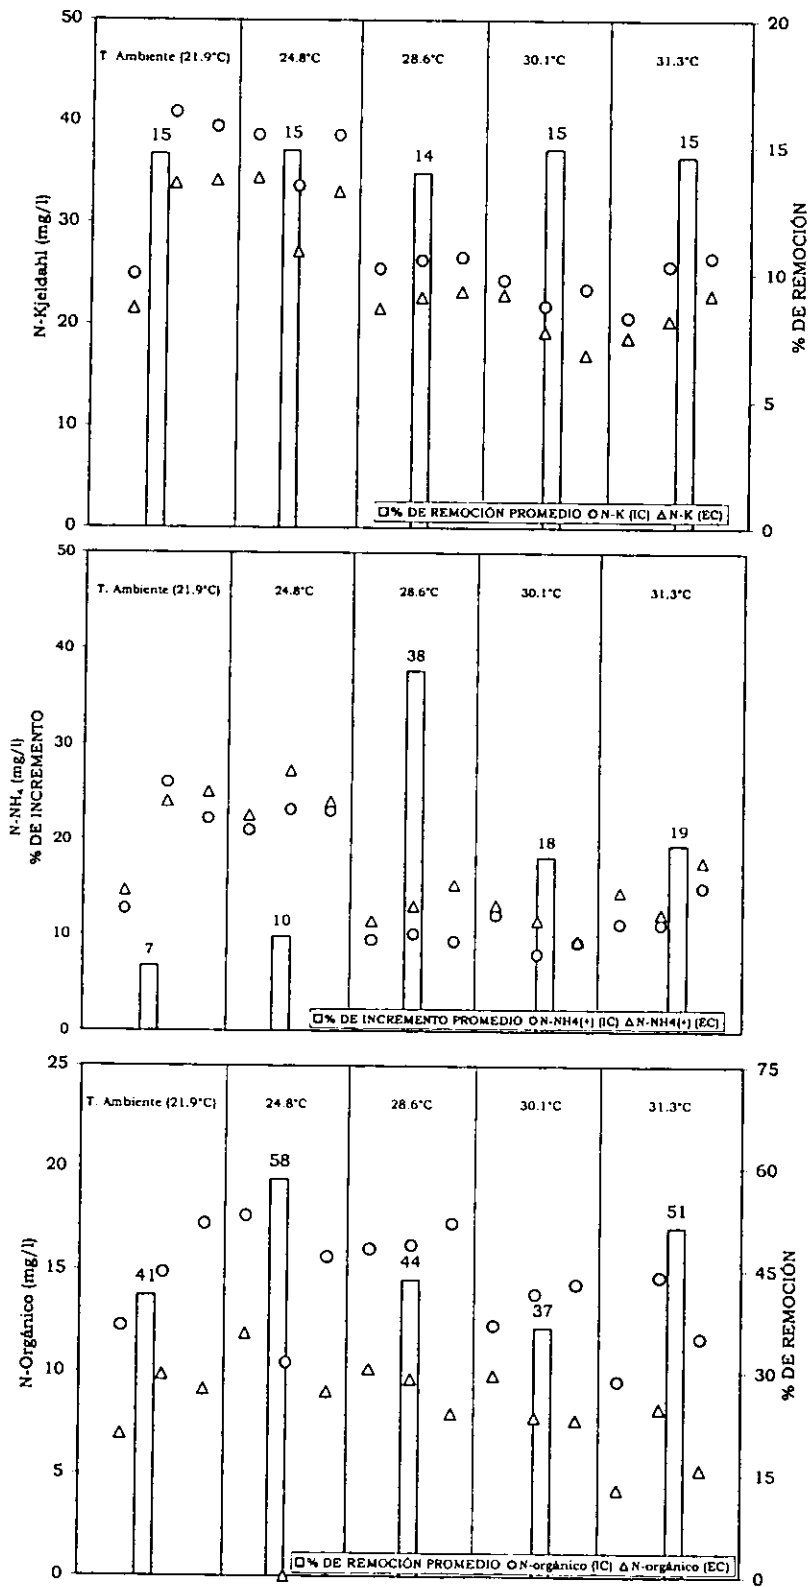 50
40
30
20
10
0
N-Kjeldahl (mg/l)
T. Ambiente (21.9°C)
24.8°C
28.6°C
30.1°C
31.3°C
15
15
14
15
15
20
15
10
5
0
% DE REMOCIÓN
% DE REMOCIÓN PROMEDIO N-K (IC) N-K (EC)
50
40
30
20
10
0
N-NH₄ (mg/l)
% DE INCREMENTO
T. Ambiente (21.9°C)
24.8°C
28.6°C
30.1°C
31.3°C
7
10
38
18
19
% DE INCREMENTO PROMEDIO N-NH4(+) (IC) N-NH4(+) (EC)
25
20
15
10
5
0
N-Orgánico (mg/l)
T. Ambiente (21.9°C)
24.8°C
28.6°C
30.1°C
31.3°C
41
58
44
37
51
75
60
45
30
15
0
% DE REMOCIÓN
% DE REMOCIÓN PROMEDIO N-orgánico (IC) N-orgánico (EC)